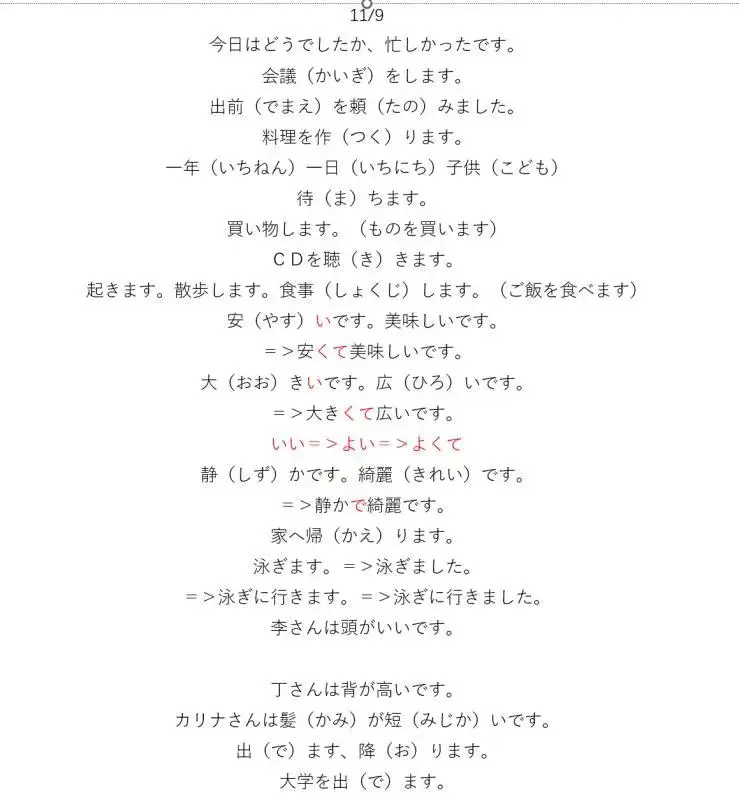 11/9
今日はどうでしたか、忙しかったです。
会議（かいぎ）をします。
出前（でまえ）を頼（たの）みました。
料理を作（つく）ります。
一年（いちねん）一日（いちにち）子供（こども）
待（ま）ちます。
買い物します。（ものを買います）
ＣＤを聴（き）きます。
起きます。散歩します。食事（しょくじ）します。（ご飯を食べます）
安（やす）いです。美味しいです。
＝＞安くて美味しいです。
大（おお）きいです。広（ひろ）いです。
＝＞大きくて広いです。
いい＝＞よい＝＞よくて
静（しず）かです。綺麗（きれい）です。
＝＞静かで綺麗です。
家へ帰（かえ）ります。
泳ぎます。＝＞泳ぎました。
＝＞泳ぎに行きます。＝＞泳ぎに行きました。
李さんは頭がいいです。
丁さんは背が高いです。
カリナさんは髪（かみ）が短（みじか）いです。
出（で）ます、降（お）ります。
大学を出（で）ます。